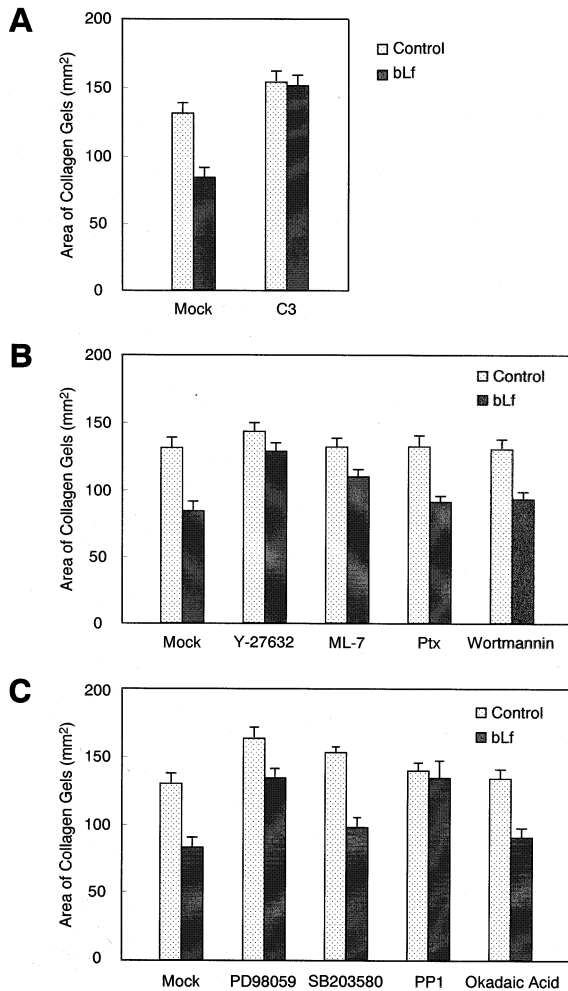 A
200
150
100
50
0
Area of Collagen Gels (mm2)
Control
bLf
Mock C3
B
200
150
100
50
0
Area of Collagen Gels (mm2)
Control
bLf
Mock Y-27632 ML-7 Ptx Wortmannin
C
200
150
100
50
0
Area of Collagen Gels (mm2)
Control
bLf
Mock PD98059 SB203580 PP1 Okadaic Acid